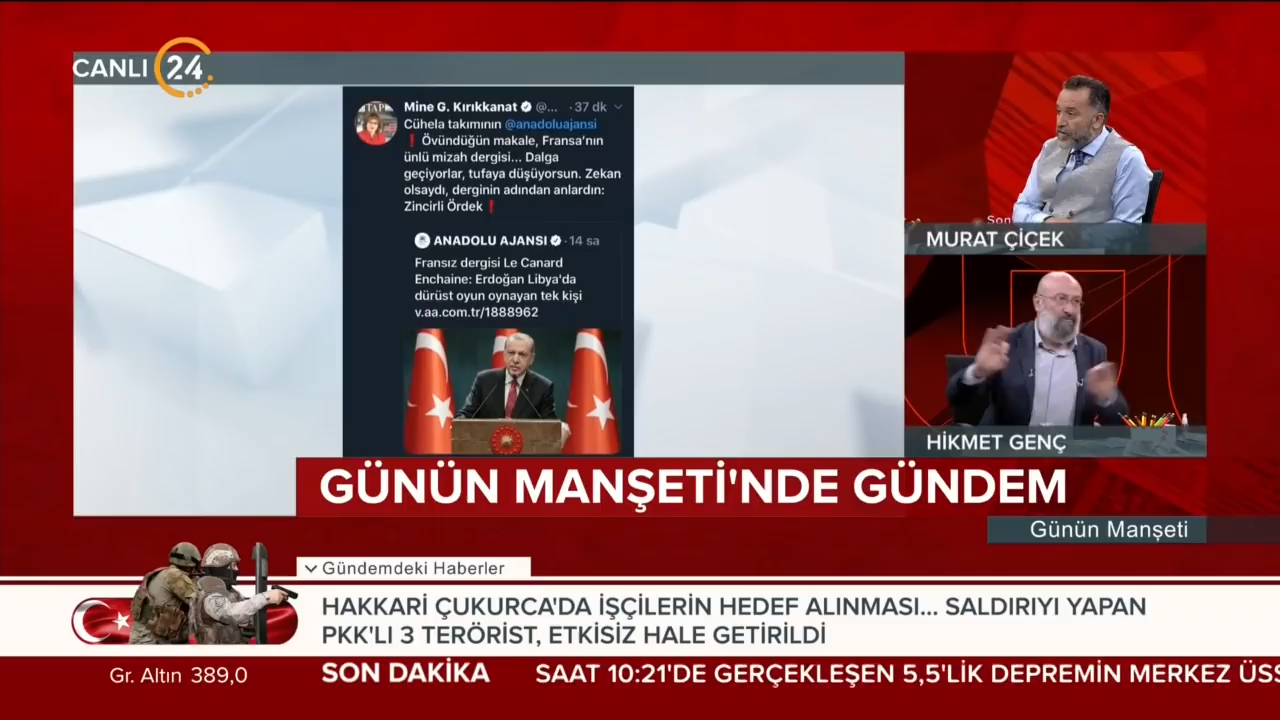 CANLI 24
Mine G. Kırıkkanat @... · 37 dk
Cühela takımının @anadoluajansi
❗ Övündüğün makale, Fransa'nın
ünlü mizah dergisi... Dalga
geçiyorlar, tufaya düşüyorsun. Zekan
olsaydı, derginin adından anlardın:
Zincirli Ördek❗
ANADOLU AJANSI · 14 sa
Fransız dergisi Le Canard
Enchaine: Erdoğan Libya'da
dürüst oyun oynayan tek kişi
v.aa.com.tr/1888962
Son
MURAT ÇİÇEK
HİKMET GENÇ
GÜNÜN MANŞETİ'NDE GÜNDEM
Günün Manşeti
Gündemdeki Haberler
HAKKARİ ÇUKURCA'DA İŞÇİLERİN HEDEF ALINMASI... SALDIRIYI YAPAN
PKK'LI 3 TERÖRİST, ETKİSİZ HALE GETİRİLDİ
Gr. Altın 389,0
SON DAKİKA
SAAT 10:21'DE GERÇEKLEŞEN 5,5'LİK DEPREMİN MERKEZ ÜSS